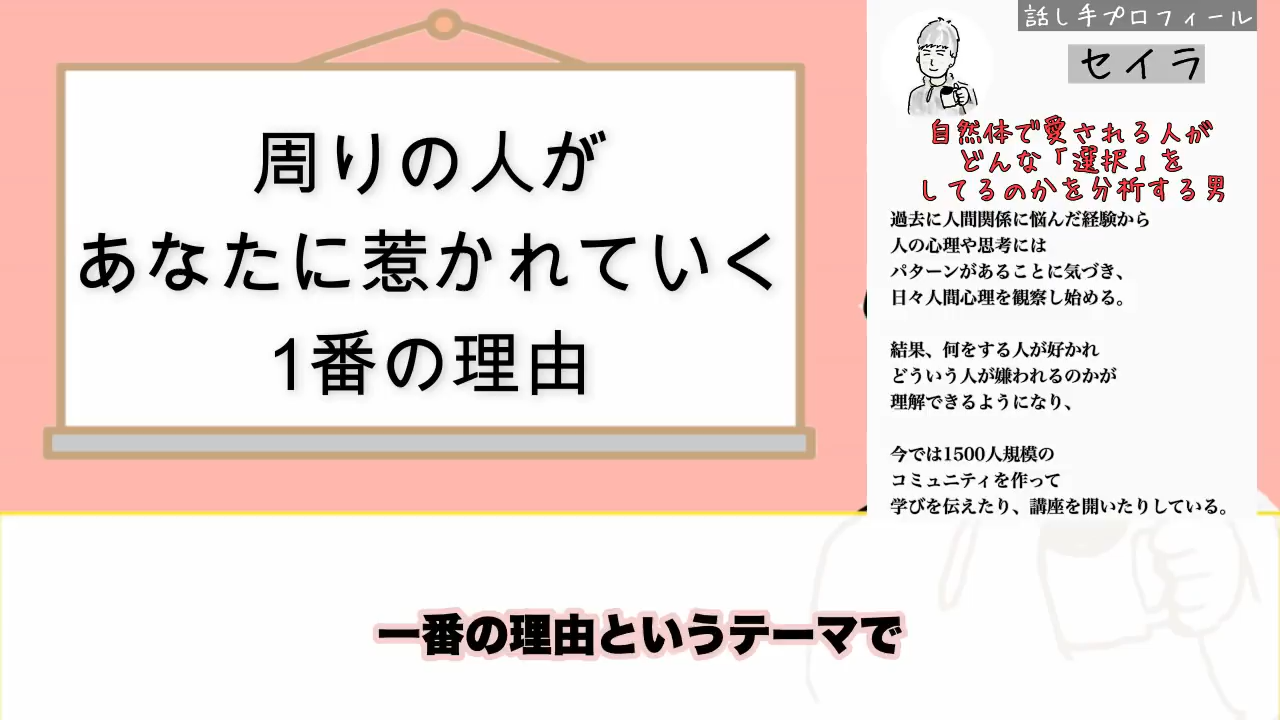 周りの人が
あなたに惹かれていく
1番の理由
話し手プロフィール
セイラ
自然体で愛される人が
どんな「選択」を
してるのかを分析する男
過去に人間関係に悩んだ経験から
人の心理や思考には
パターンがあることに気づき、
日々人間心理を観察し始める。
結果、何をする人が好かれ
どういう人が嫌われるのかが
理解できるようになり、
今では1500人規模の
コミュニティを作って
学びを伝えたり、講座を開いたりしている。
一番の理由というテーマで